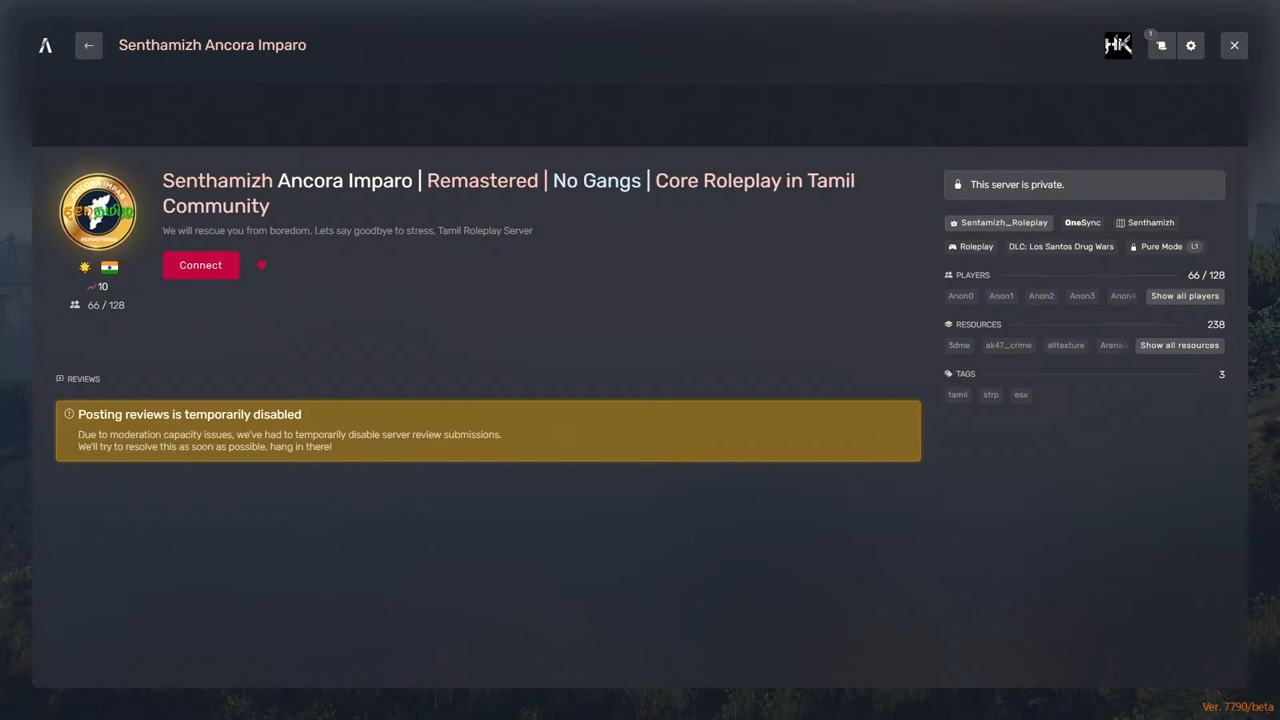 Senthamizh Ancora Imparo
HK
1
Senthamizh Ancora Imparo | Remastered | No Gangs | Core Roleplay in Tamil
Community
We will rescue you from boredom, Lets say goodbye to stress, Tamil Roleplay Server
Connect
ANCORA IMPARO
REMASTERED
10
66 / 128
This server is private.
Sentamizh_Roleplay
OneSync
Senthamizh
Roleplay
DLC: Los Santos Drug Wars
Pure Mode L1
PLAYERS 66 / 128
Anon0 Anon1 Anon2 Anon3 Anon4 Show all players
RESOURCES 238
3dme ak47_crime alltexture Show all resources
TAGS 3
tamil strp esx
REVIEWS
Posting reviews is temporarily disabled
Due to moderation capacity issues, we've had to temporarily disable server review submissions.
We'll try to resolve this as soon as possible, hang in there!
Ver. 7790/beta